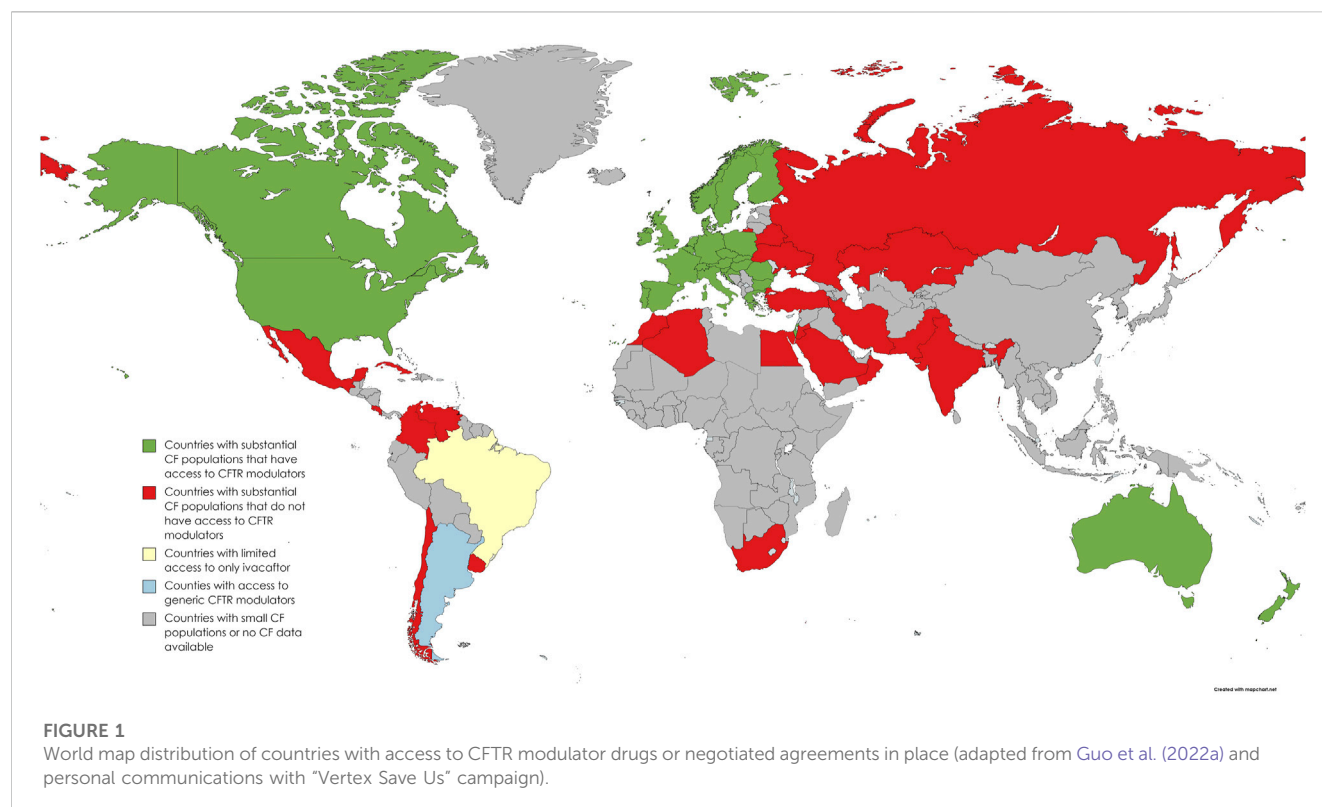 Countries with substantial
CF populations that have
access to CFTR modulators
Countries with substantial
CF populations that do not
have access to CFTR
modulators
Countries with limited
access to only ivacaftor
Counties with access to
generic CFTR modulators
Countries with small CF
populations or no CF data
available
Created with mapchart.net
FIGURE 1
World map distribution of countries with access to CFTR modulator drugs or negotiated agreements in place (adapted from Guo et al. (2022a) and
personal communications with “Vertex Save Us” campaign).